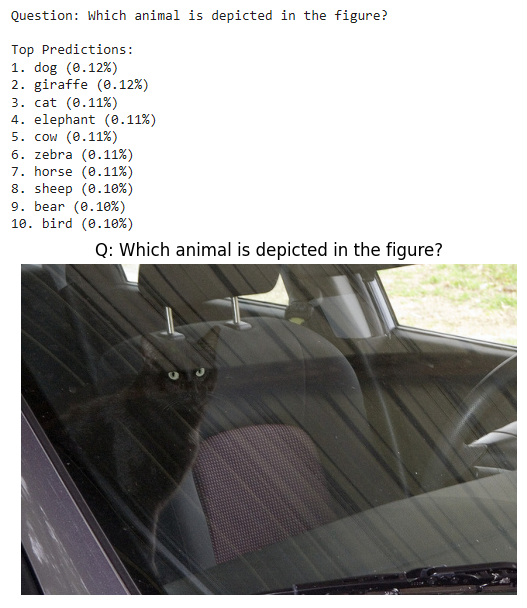 Question: Which animal is depicted in the figure?
Top Predictions:
1. dog (0.12%)
2. giraffe (0.12%)
3. cat (0.11%)
4. elephant (0.11%)
5. cow (0.11%)
6. zebra (0.11%)
7. horse (0.11%)
8. sheep (0.10%)
9. bear (0.10%)
10. bird (0.10%)
Q: Which animal is depicted in the figure?